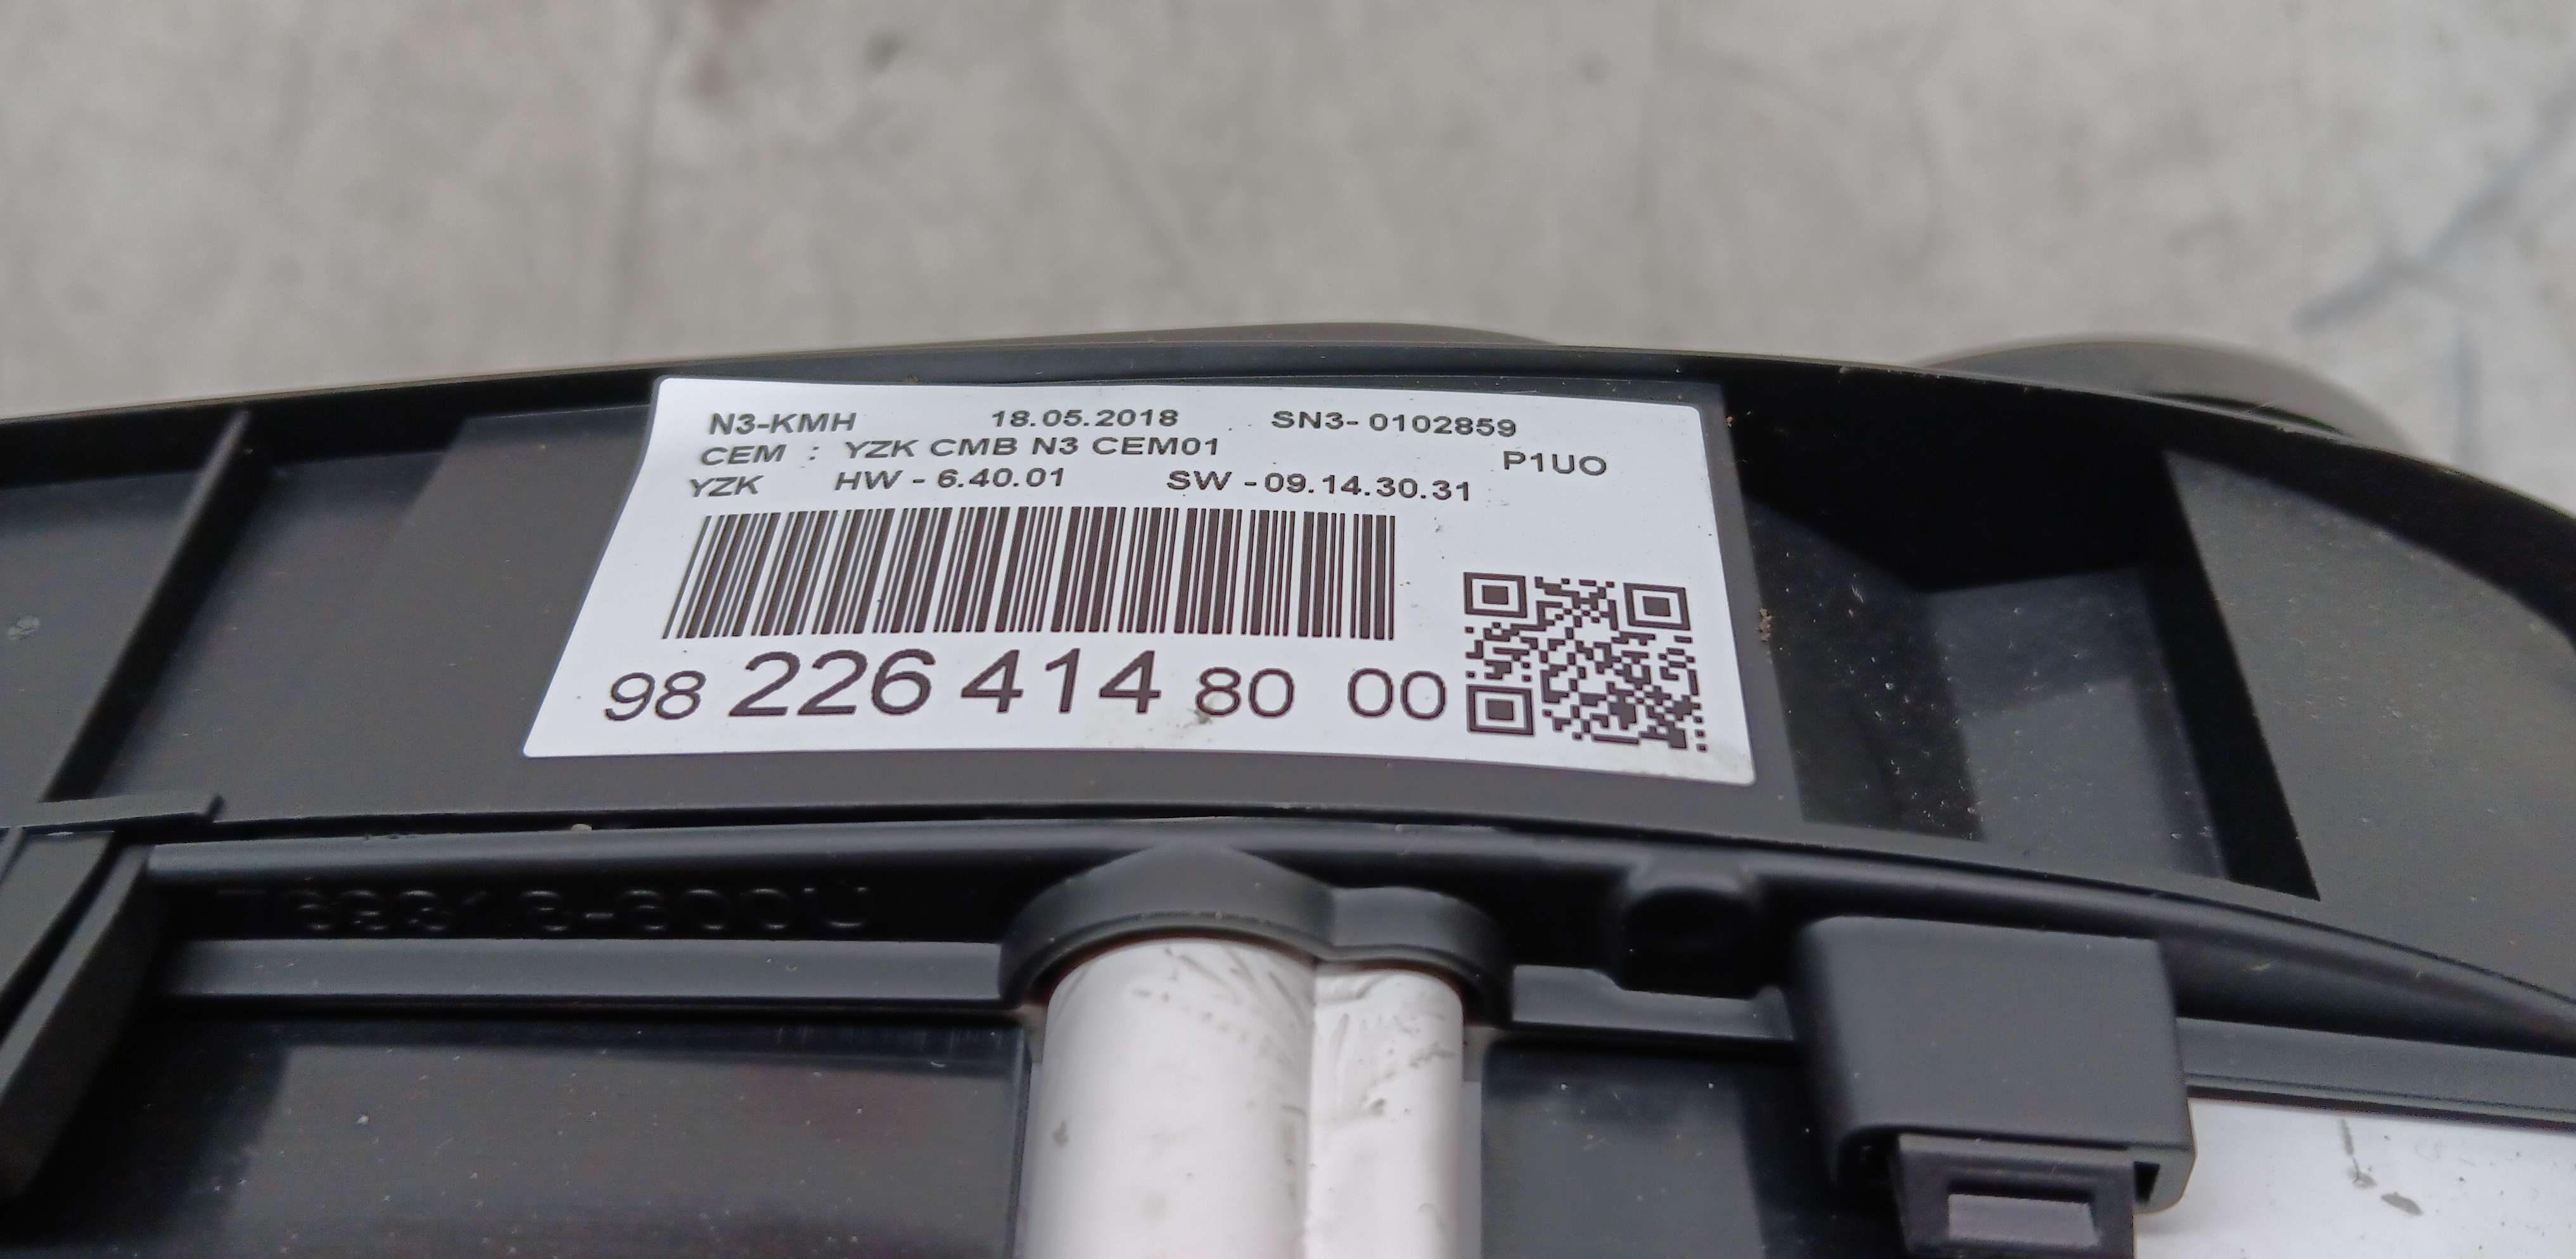 N3-KMH 18.05.2018 SN3- 0102859
CEM : YZK CMB N3 CEM01 P1UO
YZK HW - 6.40.01 SW - 09.14.30.31
98 226 414 80 00